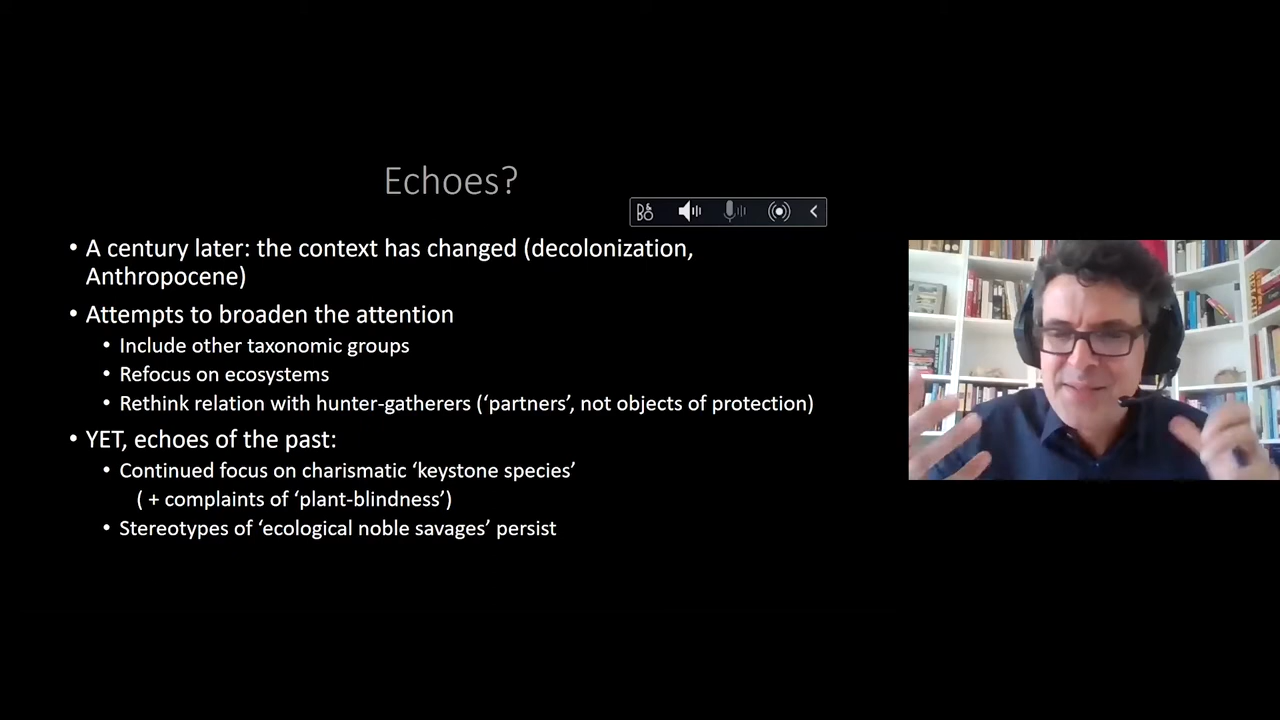 Echoes?
• A century later: the context has changed (decolonization,
Anthropocene)
• Attempts to broaden the attention
• Include other taxonomic groups
• Refocus on ecosystems
• Rethink relation with hunter-gatherers (‘partners’, not objects of protection)
• YET, echoes of the past:
• Continued focus on charismatic ‘keystone species’
( + complaints of ‘plant-blindness’)
• Stereotypes of ‘ecological noble savages’ persist